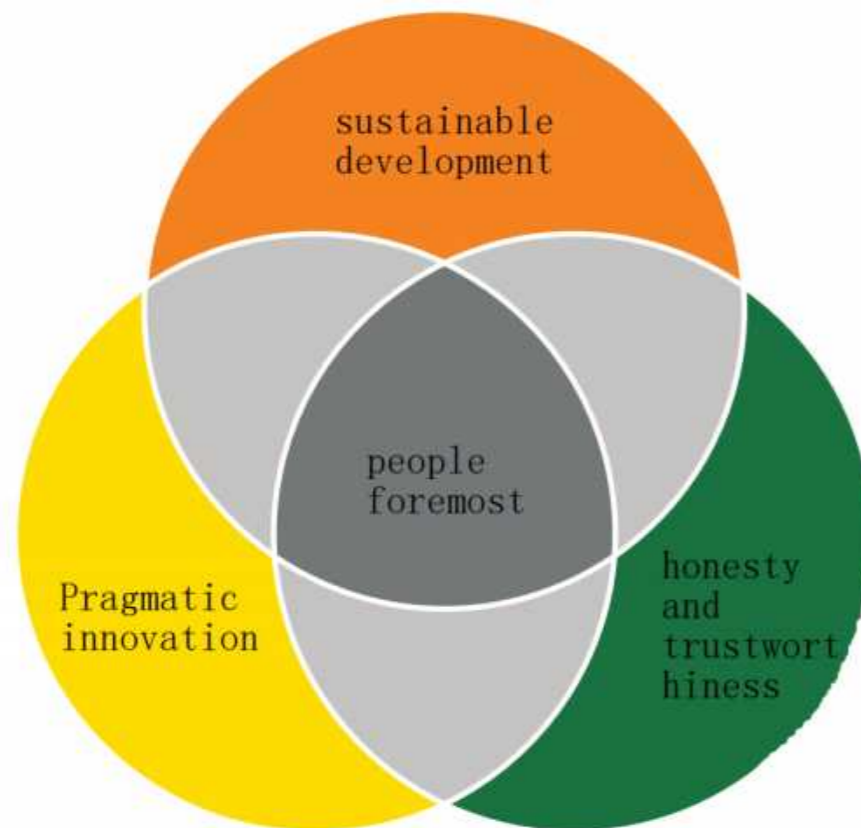 sustainable
development
people
foremost
Pragmatic
innovation
honesty
and
trustwort
hiness